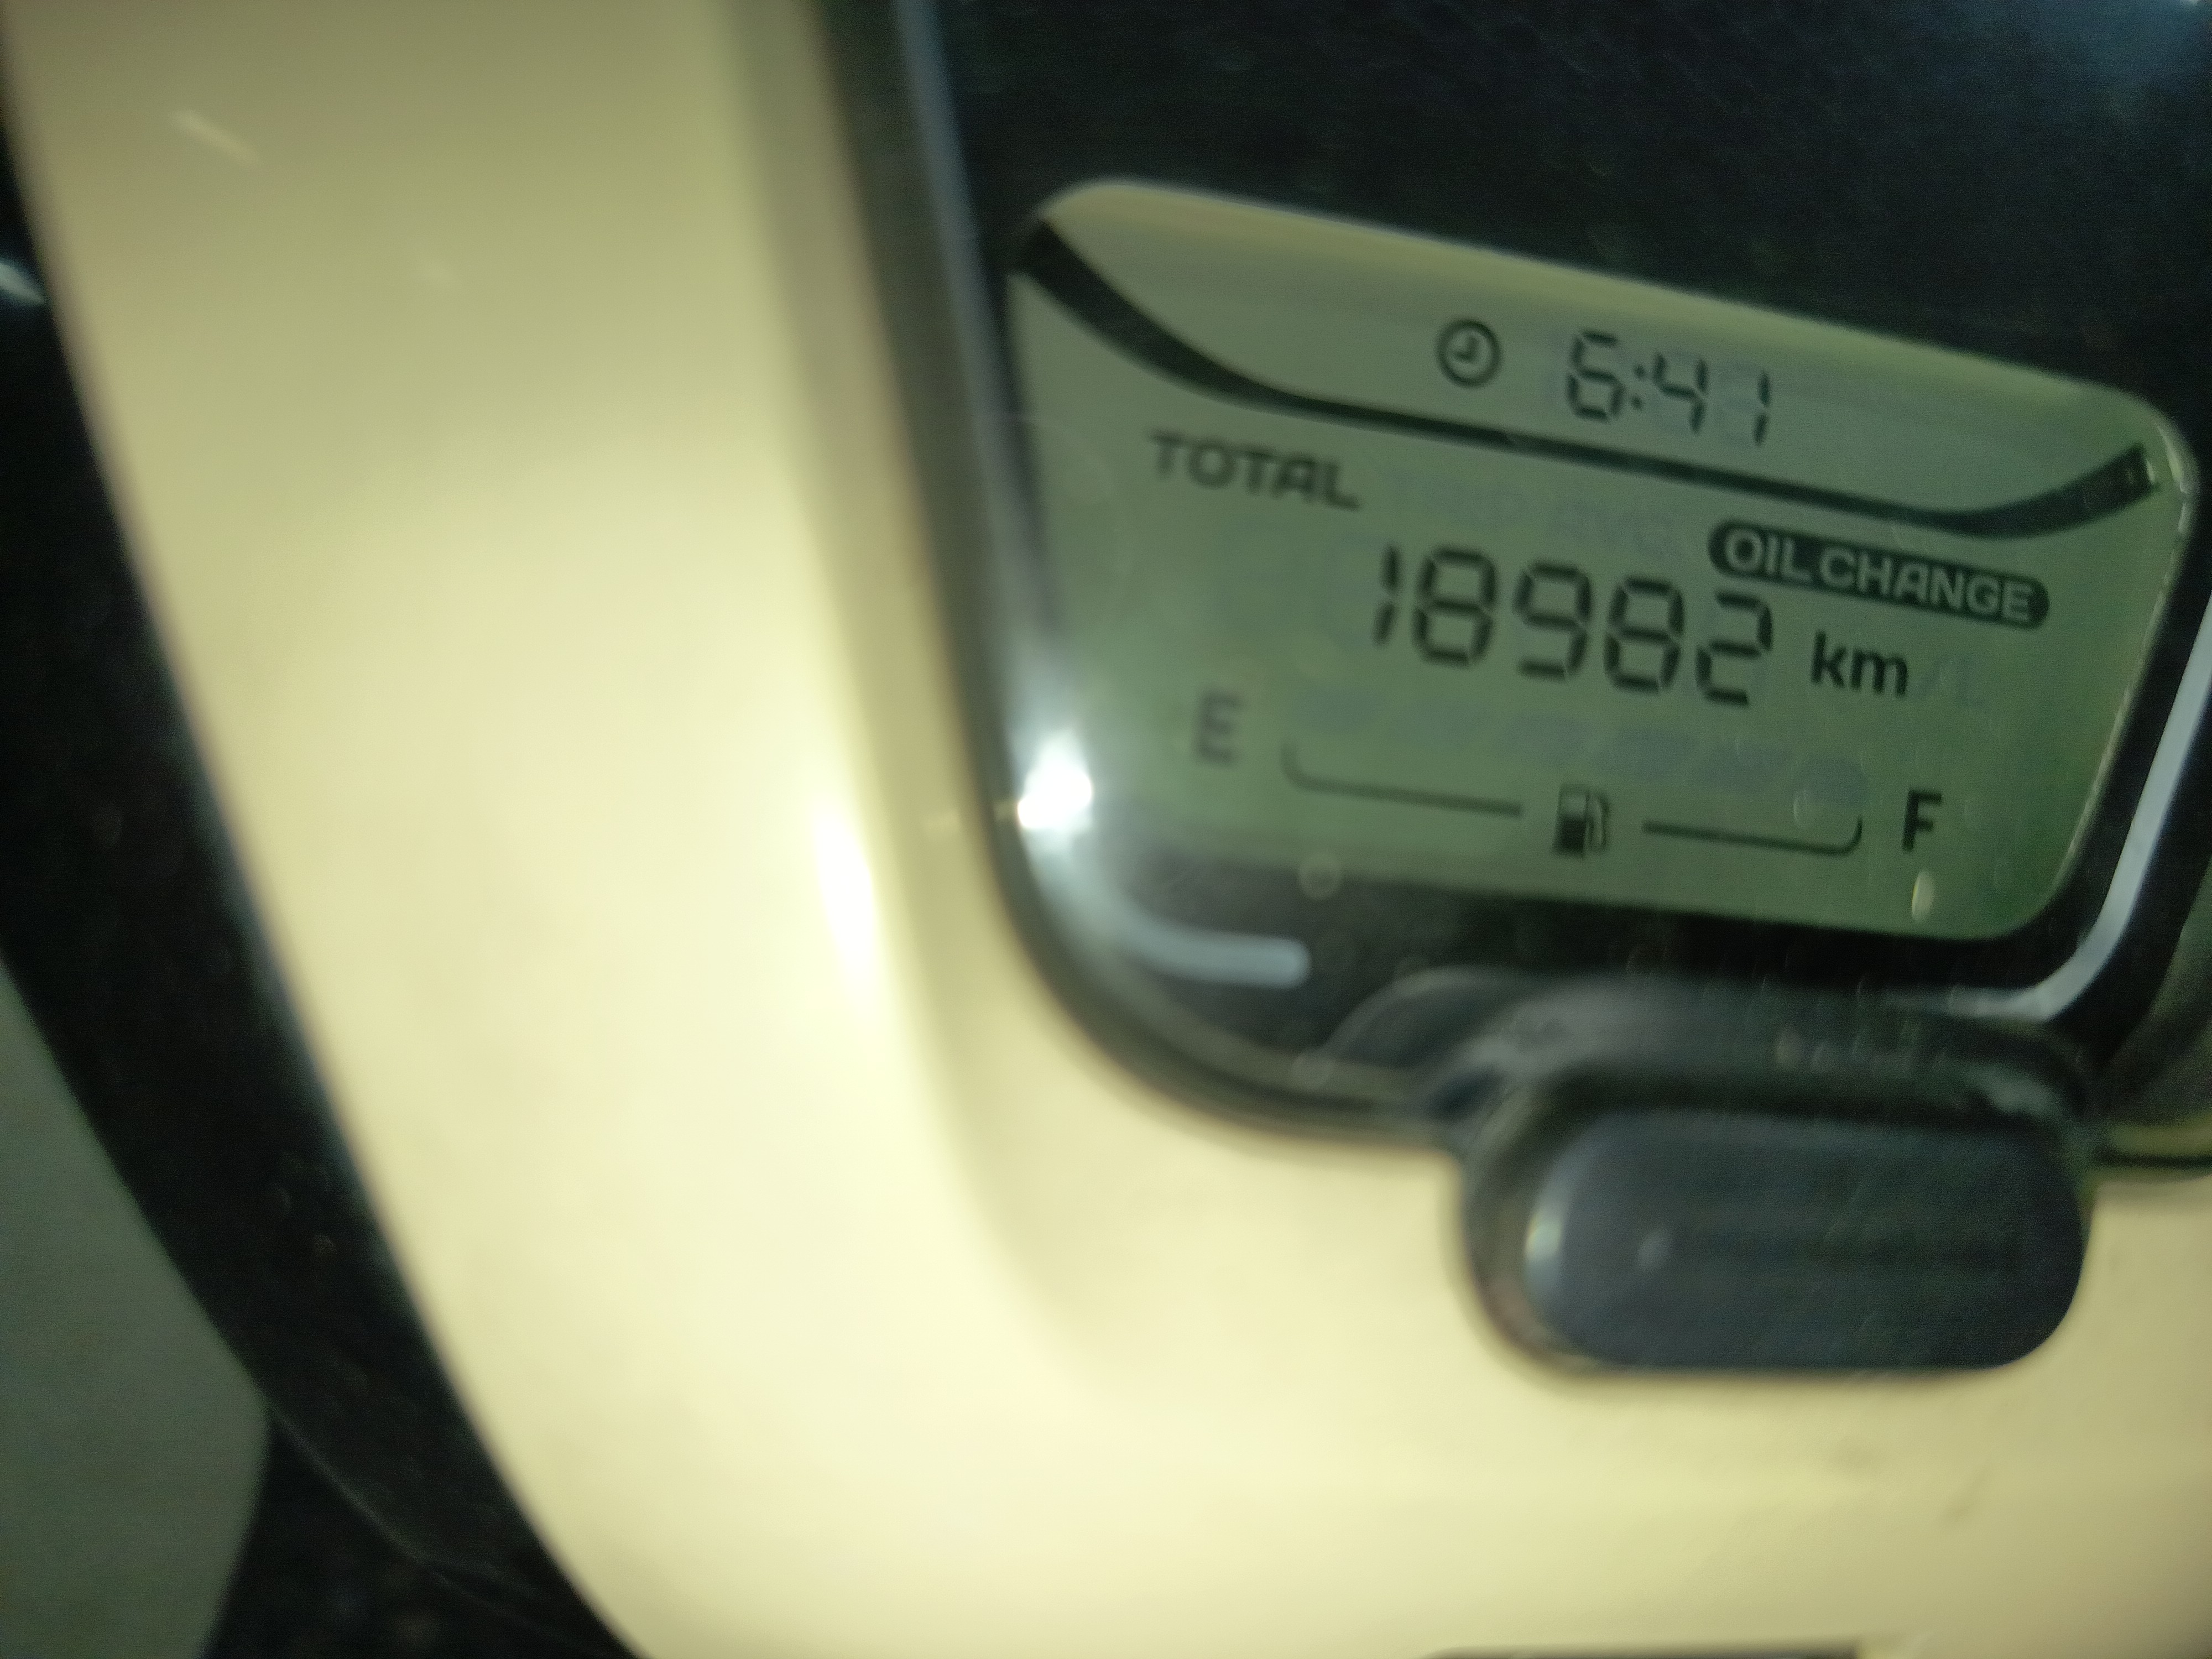 6:41
TOTAL
OIL CHANGE
18982 km
E F